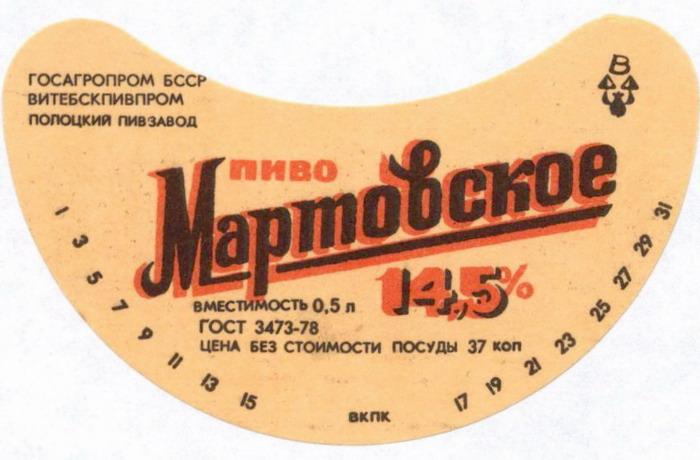 ГОСАГРОПРОМ БССР
ВИТЕБСКПИВПРОМ
ПОЛОЦКИЙ ПИВЗАВОД
В
ПИВО
Мартовское
14,5%
ВМЕСТИМОСТЬ 0,5 л
ГОСТ 3473-78
ЦЕНА БЕЗ СТОИМОСТИ ПОСУДЫ 37 коп
1 3 5 7 9 11 13 15
ВКПК
17 19 21 23 25 27 29 31